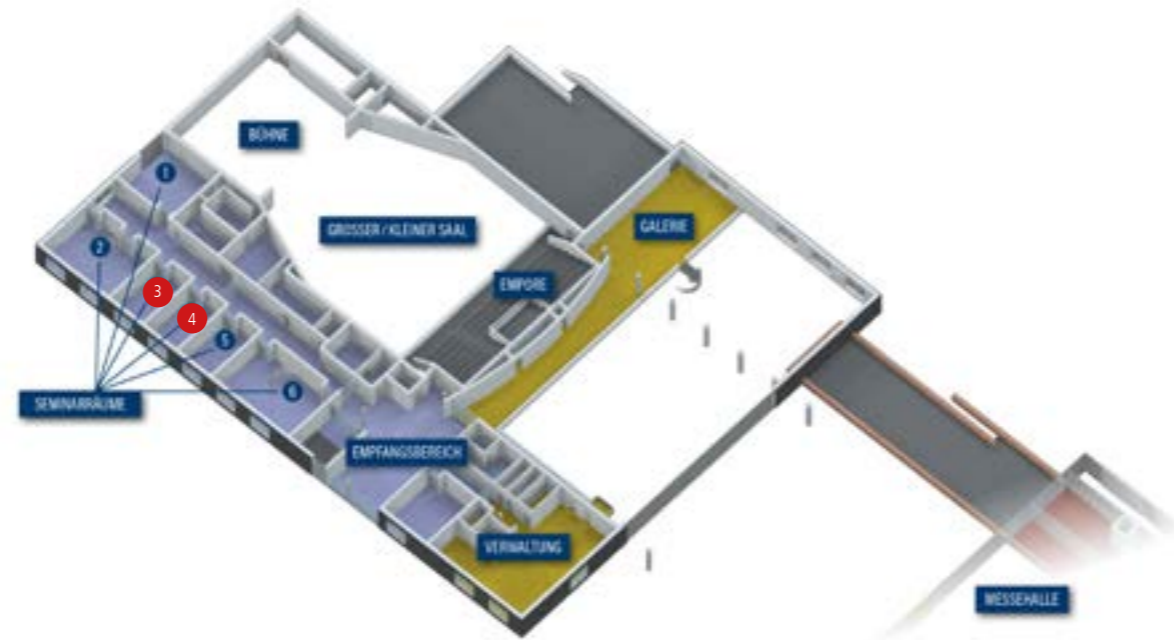 BÜHNE
1
GROSSER/KLEINER SAAL
GALERIE
2
EMPORE
3
4
5
6
SEMINARRÄUME
EMPFANGSBEREICH
VERWALTUNG
MESSEHALLE